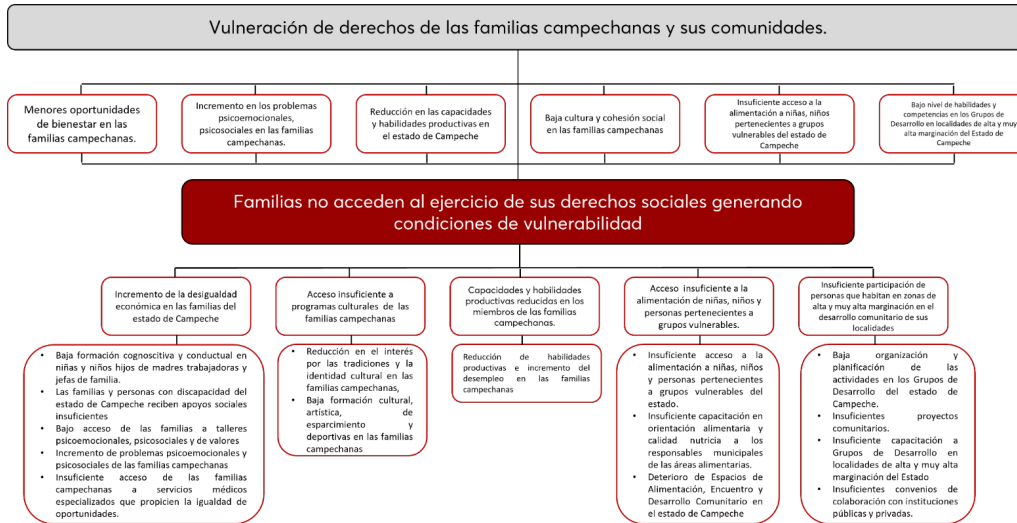 Vulneración de derechos de las familias campechanas y sus comunidades.
Menores oportunidades
de bienestar en las
familias campechanas.
Incremento en los problemas
psicoemocionales,
psicosociales en las familias
campechanas.
Reducción en las capacidades
y habilidades productivas en
el estado de Campeche
Baja cultura y cohesión social
en las familias campechanas
Insuficiente acceso a la
alimentación a niñas, niños
pertenecientes a grupos
vulnerables del estado de
Campeche
Bajo nivel de habilidades y
competencias en los Grupos de
Desarrollo en localidades de alta y muy
alta marginación del Estado de
Campeche
Familias no acceden al ejercicio de sus derechos sociales generando
condiciones de vulnerabilidad
Incremento de la desigualdad
económica en las familias del
estado de Campeche
Acceso insuficiente a
programas culturales de las
familias campechanas
Capacidades y habilidades
productivas reducidas en los
miembros de las familias
campechanas.
Acceso insuficiente a la
alimentación de niñas, niños y
personas pertenecientes a
grupos vulnerables.
Insuficiente participación de
personas que habitan en zonas de
alta y muy alta marginación en el
desarrollo comunitario de sus
localidades
• Baja formación cognoscitiva y conductual en
niñas y niños hijos de madres trabajadoras y
jefas de familia.
• Las familias y personas con discapacidad del
estado de Campeche reciben apoyos sociales
insuficientes
• Bajo acceso de las familias a talleres
psicoemocionales, psicosociales y de valores
• Incremento de problemas psicoemocionales y
psicosociales de las familias campechanas
• Insuficiente acceso de las familias
campechanas a servicios médicos
especializados que propicien la igualdad de
oportunidades.
• Reducción en el interés
por las tradiciones y la
identidad cultural en las
familias campechanas,
• Baja formación cultural,
artística, de
esparcimiento y
deportivas en las familias
campechanas
Reducción de habilidades
productivas e incremento del
desempleo en las familias
campechanas
• Insuficiente acceso a la
alimentación a niñas, niños
y personas pertenecientes
a grupos vulnerables del
estado.
• Insuficiente capacitación en
orientación alimentaria y
calidad nutricia a los
responsables municipales
de las áreas alimentarias.
• Deterioro de Espacios de
Alimentación, Encuentro y
Desarrollo Comunitario en
el estado de Campeche
• Baja organización y
planificación de las
actividades en los Grupos de
Desarrollo del estado de
Campeche.
• Insuficientes proyectos
comunitarios.
• Insuficiente capacitación a
Grupos de Desarrollo en
localidades de alta y muy alta
marginación del Estado
• Insuficientes convenios de
colaboración con instituciones
públicas y privadas.